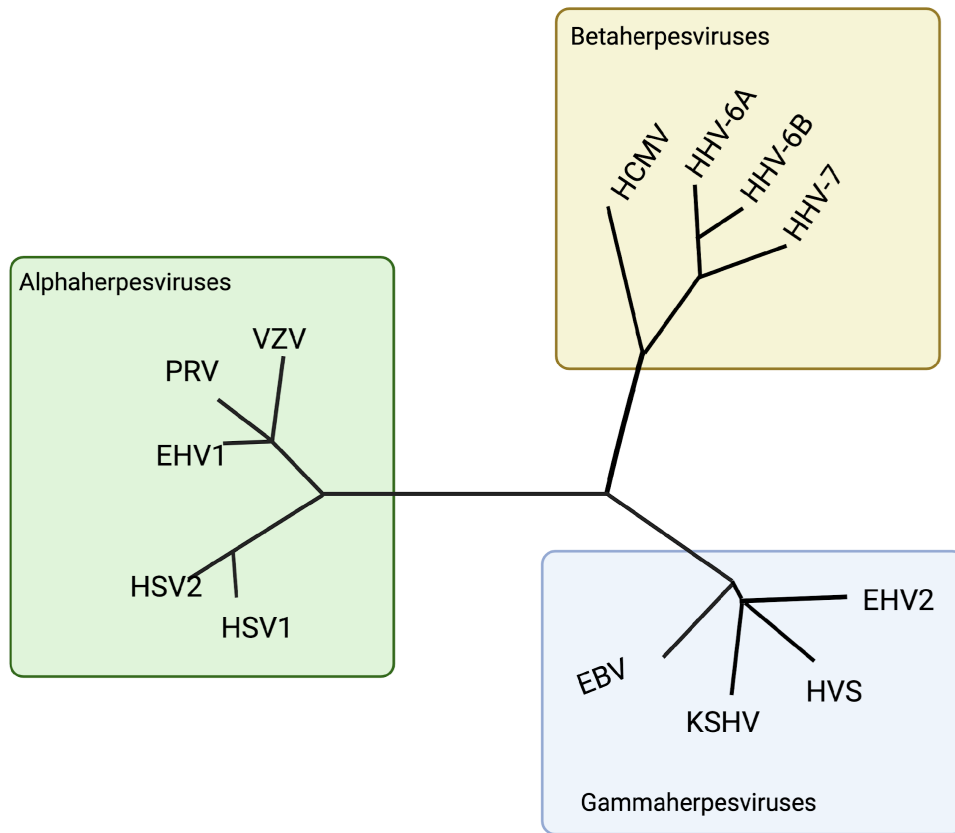 Betaherpesviruses
HCMV
HHV-6A
HHV-6B
HHV-7
Alphaherpesviruses
VZV
PRV
EHV1
HSV2
HSV1
EHV2
EBV
HVS
KSHV
Gammaherpesviruses